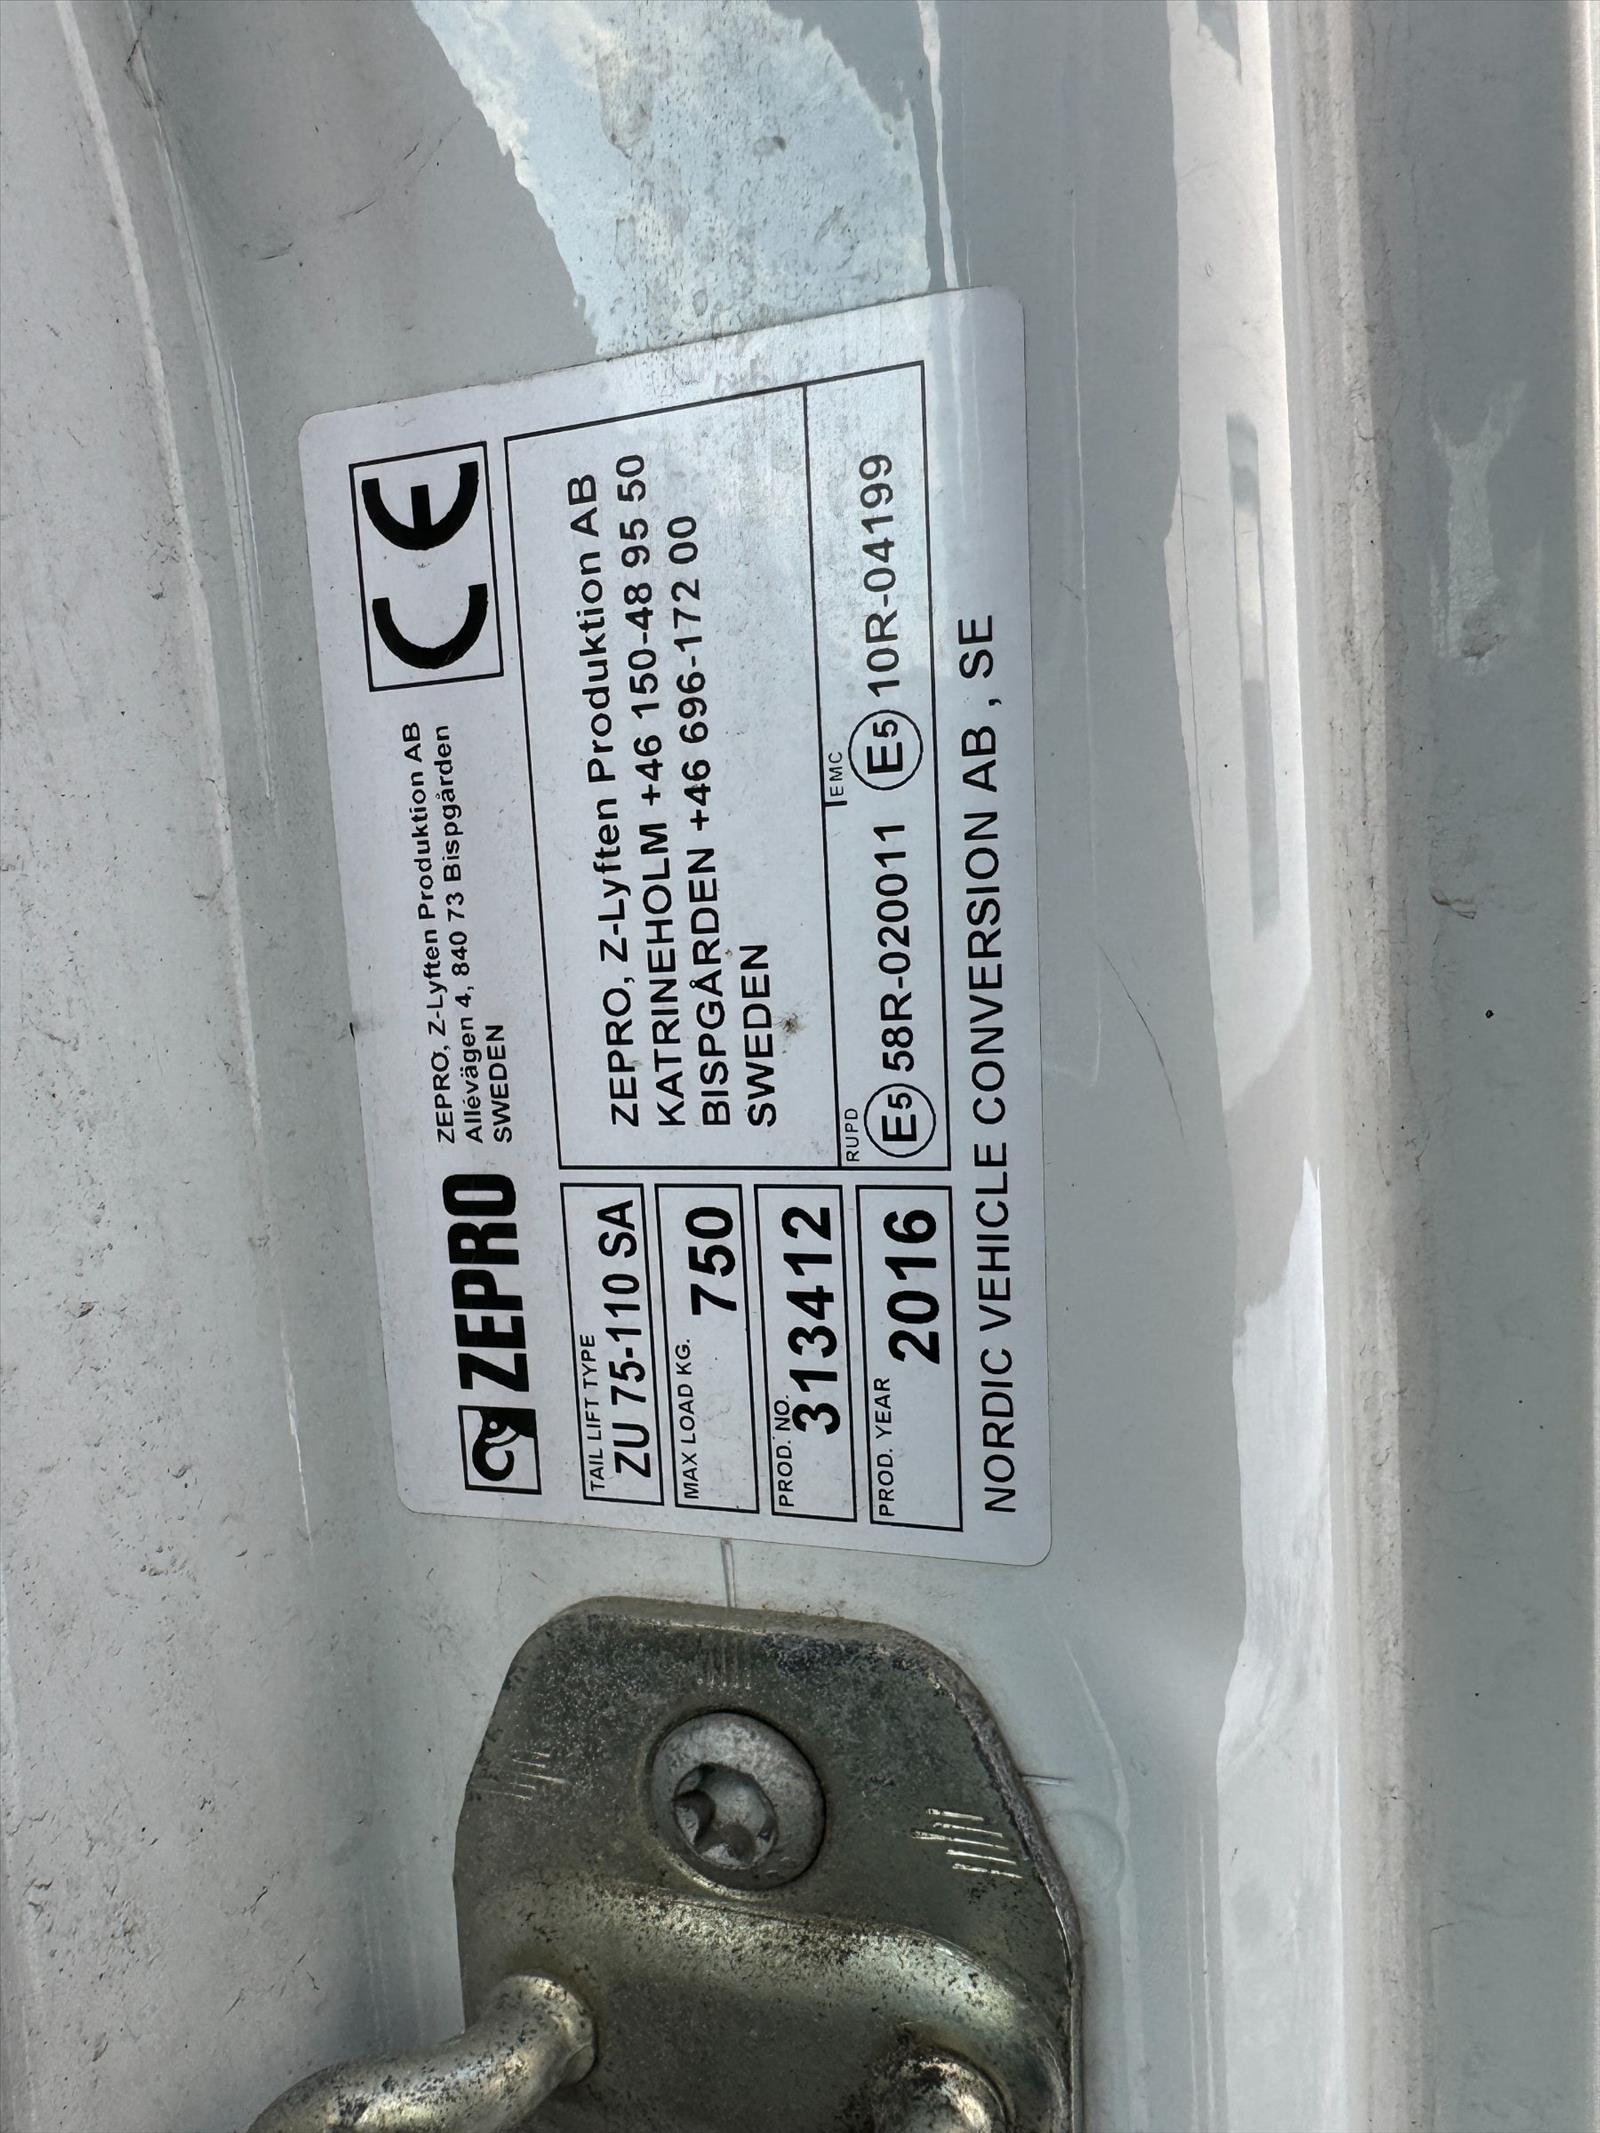 ZEPRO
ZEPRO, Z-Lyften Produktion AB
Allévägen 4, 840 73 Bispgården
SWEDEN
CE
TAIL LIFT TYPE
ZU 75-110 SA
MAX LOAD KG.
750
PROD. NO.
313412
PROD. YEAR
2016
ZEPRO, Z-Lyften Produktion AB
KATRINEHOLM +46 150-48 95 50
BISPGÅRDEN +46 696-172 00
SWEDEN
RUPD
E5 58R-020011
EMC
E5 10R-04199
NORDIC VEHICLE CONVERSION AB , SE